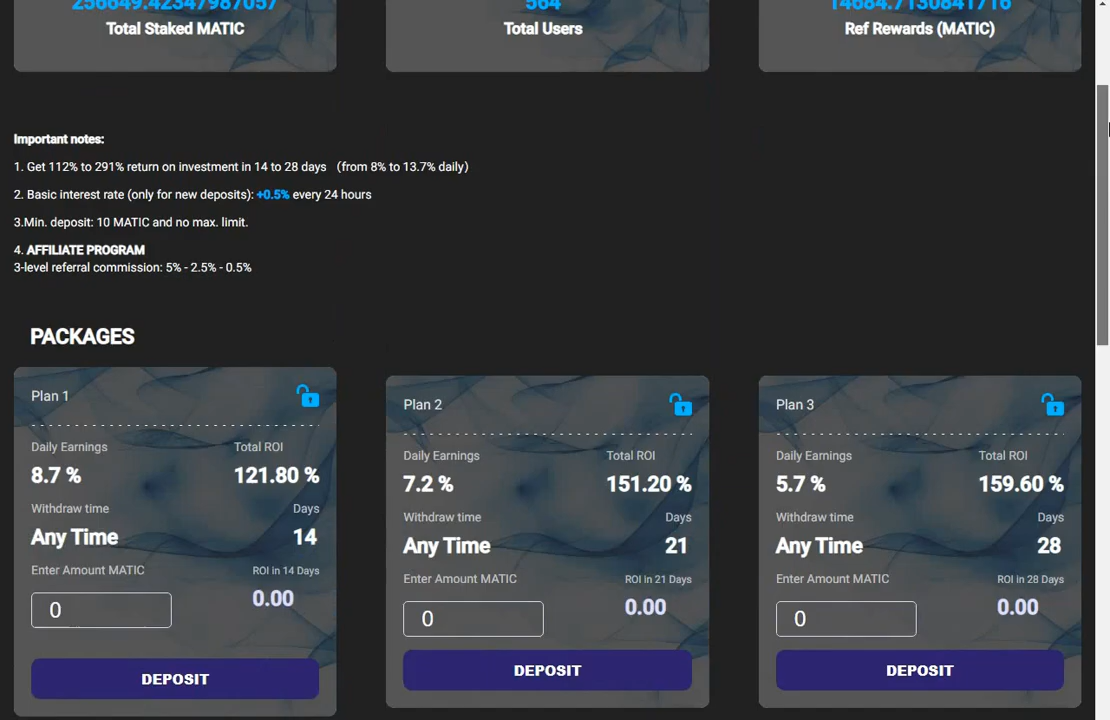 256649.42347987057
564
14684.7130841716
Total Staked MATIC
Total Users
Ref Rewards (MATIC)
Important notes:
1. Get 112% to 291% return on investment in 14 to 28 days (from 8% to 13.7% daily)
2. Basic interest rate (only for new deposits): +0.5% every 24 hours
3.Min. deposit: 10 MATIC and no max. limit.
4. AFFILIATE PROGRAM
3-level referral commission: 5% - 2.5% - 0.5%
PACKAGES
Plan 1
Daily Earnings
Total ROI
8.7 %
121.80 %
Withdraw time
Days
Any Time
14
Enter Amount MATIC
ROI in 14 Days
0
0.00
DEPOSIT
Plan 2
Daily Earnings
Total ROI
7.2 %
151.20 %
Withdraw time
Days
Any Time
21
Enter Amount MATIC
ROI in 21 Days
0
0.00
DEPOSIT
Plan 3
Daily Earnings
Total ROI
5.7 %
159.60 %
Withdraw time
Days
Any Time
28
Enter Amount MATIC
ROI in 28 Days
0
0.00
DEPOSIT